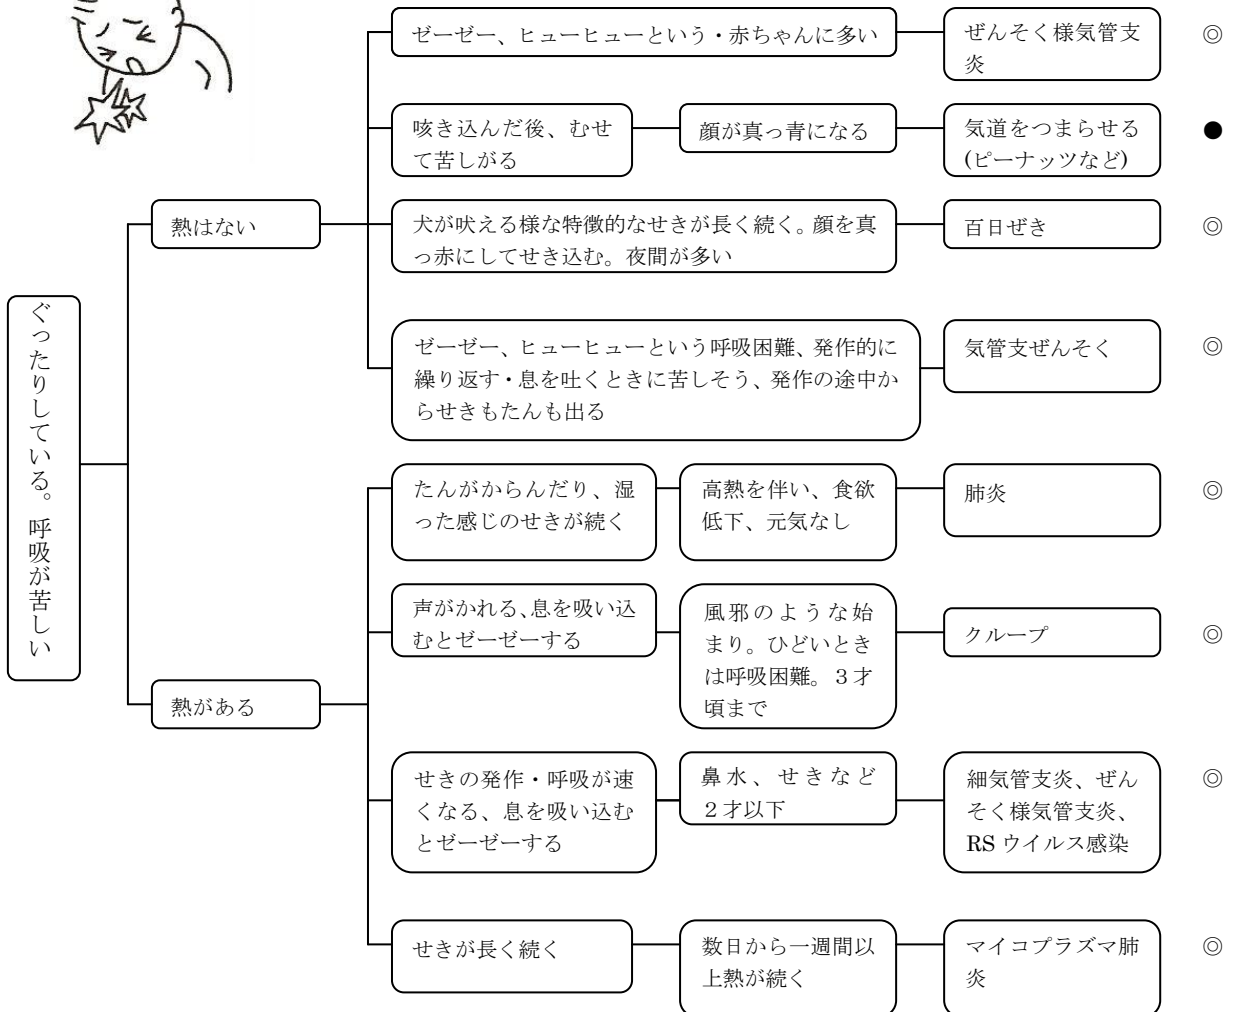 ゼーゼー、ヒューヒューという・赤ちゃんに多い
ぜんそく様気管支
炎
◎
咳き込んだ後、むせ
て苦しがる
顔が真っ青になる
気道をつまらせる
(ピーナッツなど)
●
熱はない
犬が吠える様な特徴的なせきが長く続く。顔を真
っ赤にしてせき込む。夜間が多い
百日ぜき
◎
ゼーゼー、ヒューヒューという呼吸困難、発作的に
繰り返す・息を吐くときに苦しそう、発作の途中か
らせきもたんも出る
気管支ぜんそく
◎
ぐったりしている。呼吸が苦しい
たんがからんだり、湿
った感じのせきが続く
高熱を伴い、食欲
低下、元気なし
肺炎
◎
声がかれる、息を吸い込
むとゼーゼーする
風邪のような始
まり。ひどいとき
は呼吸困難。３才
頃まで
クループ
◎
熱がある
せきの発作・呼吸が速
くなる、息を吸い込む
とゼーゼーする
鼻水、せきなど
２才以下
細気管支炎、ぜん
そく様気管支炎、
RS ウイルス感染
◎
せきが長く続く
数日から一週間以
上熱が続く
マイコプラズマ肺
炎
◎